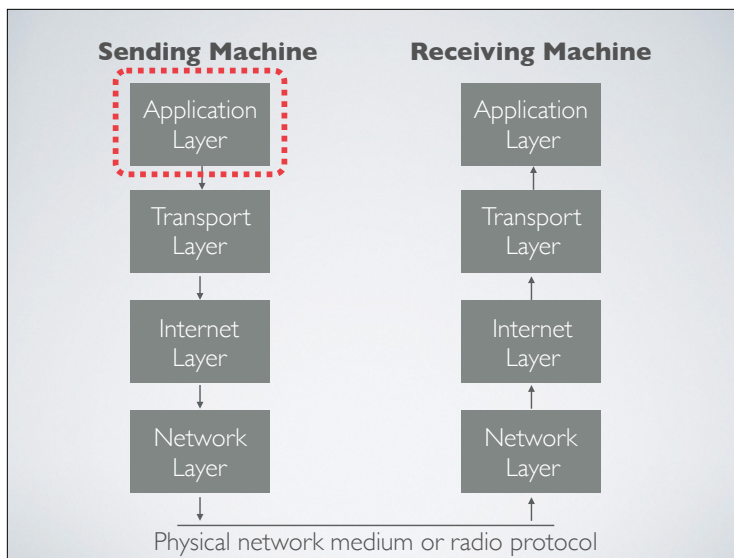 Sending Machine
Receiving Machine
Application
Layer
Application
Layer
Transport
Layer
Transport
Layer
Internet
Layer
Internet
Layer
Network
Layer
Network
Layer
Physical network medium or radio protocol